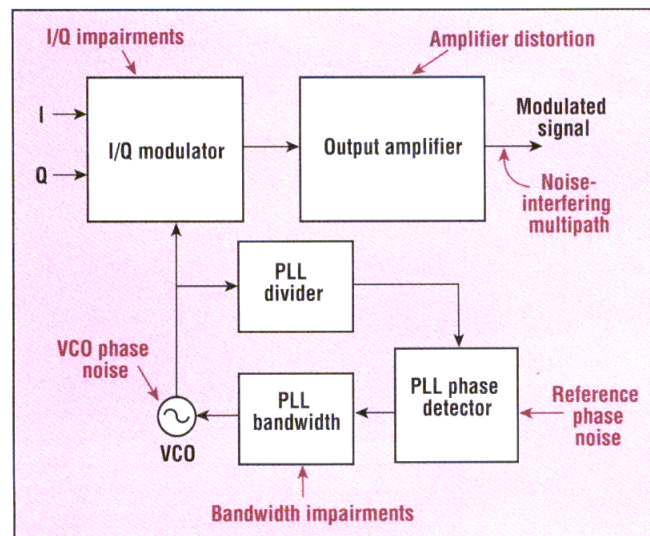 I/Q impairments
Amplifier distortion
I
Q
I/Q modulator
Output amplifier
Modulated
signal
Noise-
interfering
multipath
PLL
divider
VCO phase
noise
VCO
PLL
bandwidth
PLL phase
detector
Reference
phase
noise
Bandwidth impairments